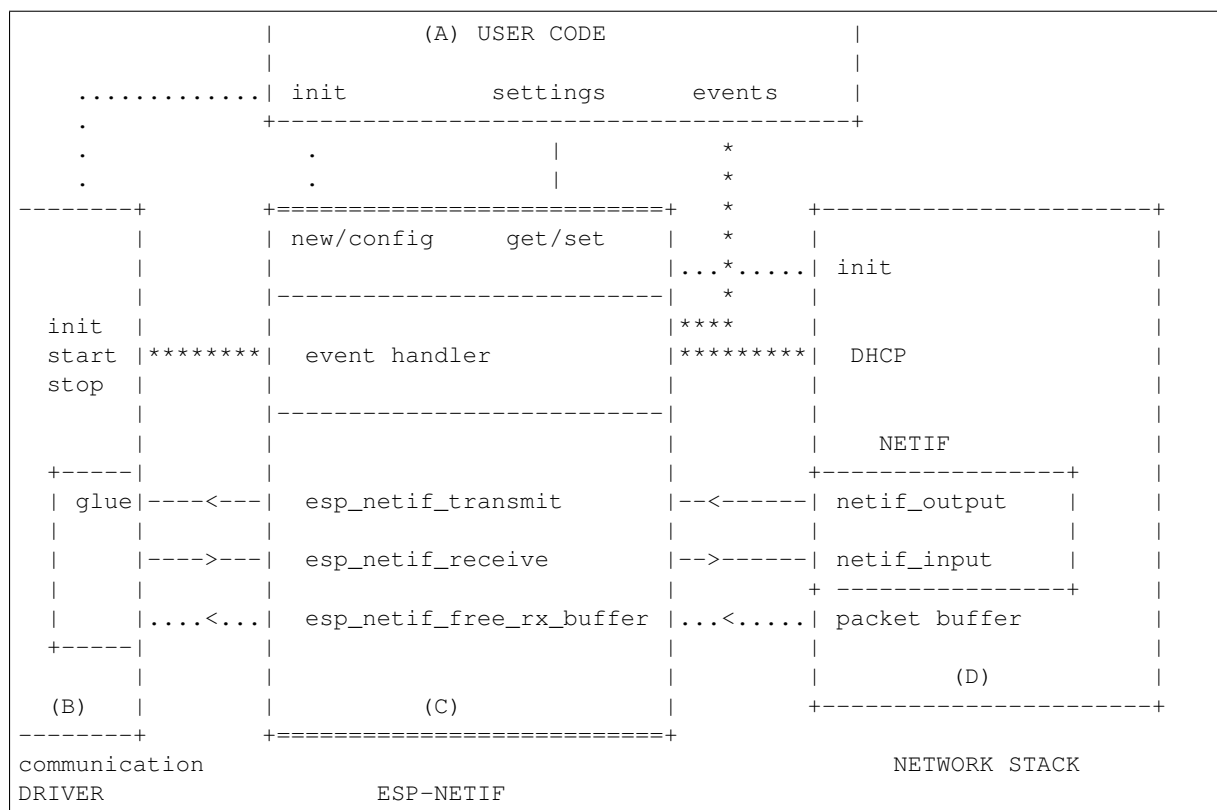 (A) USER CODE
init settings events
new/config get/set
init
init
start event handler DHCP
stop
NETIF
glue esp_netif_transmit netif_output
esp_netif_receive netif_input
esp_netif_free_rx_buffer packet buffer
(D)
(B) (C)
communication NETWORK STACK
DRIVER ESP-NETIF